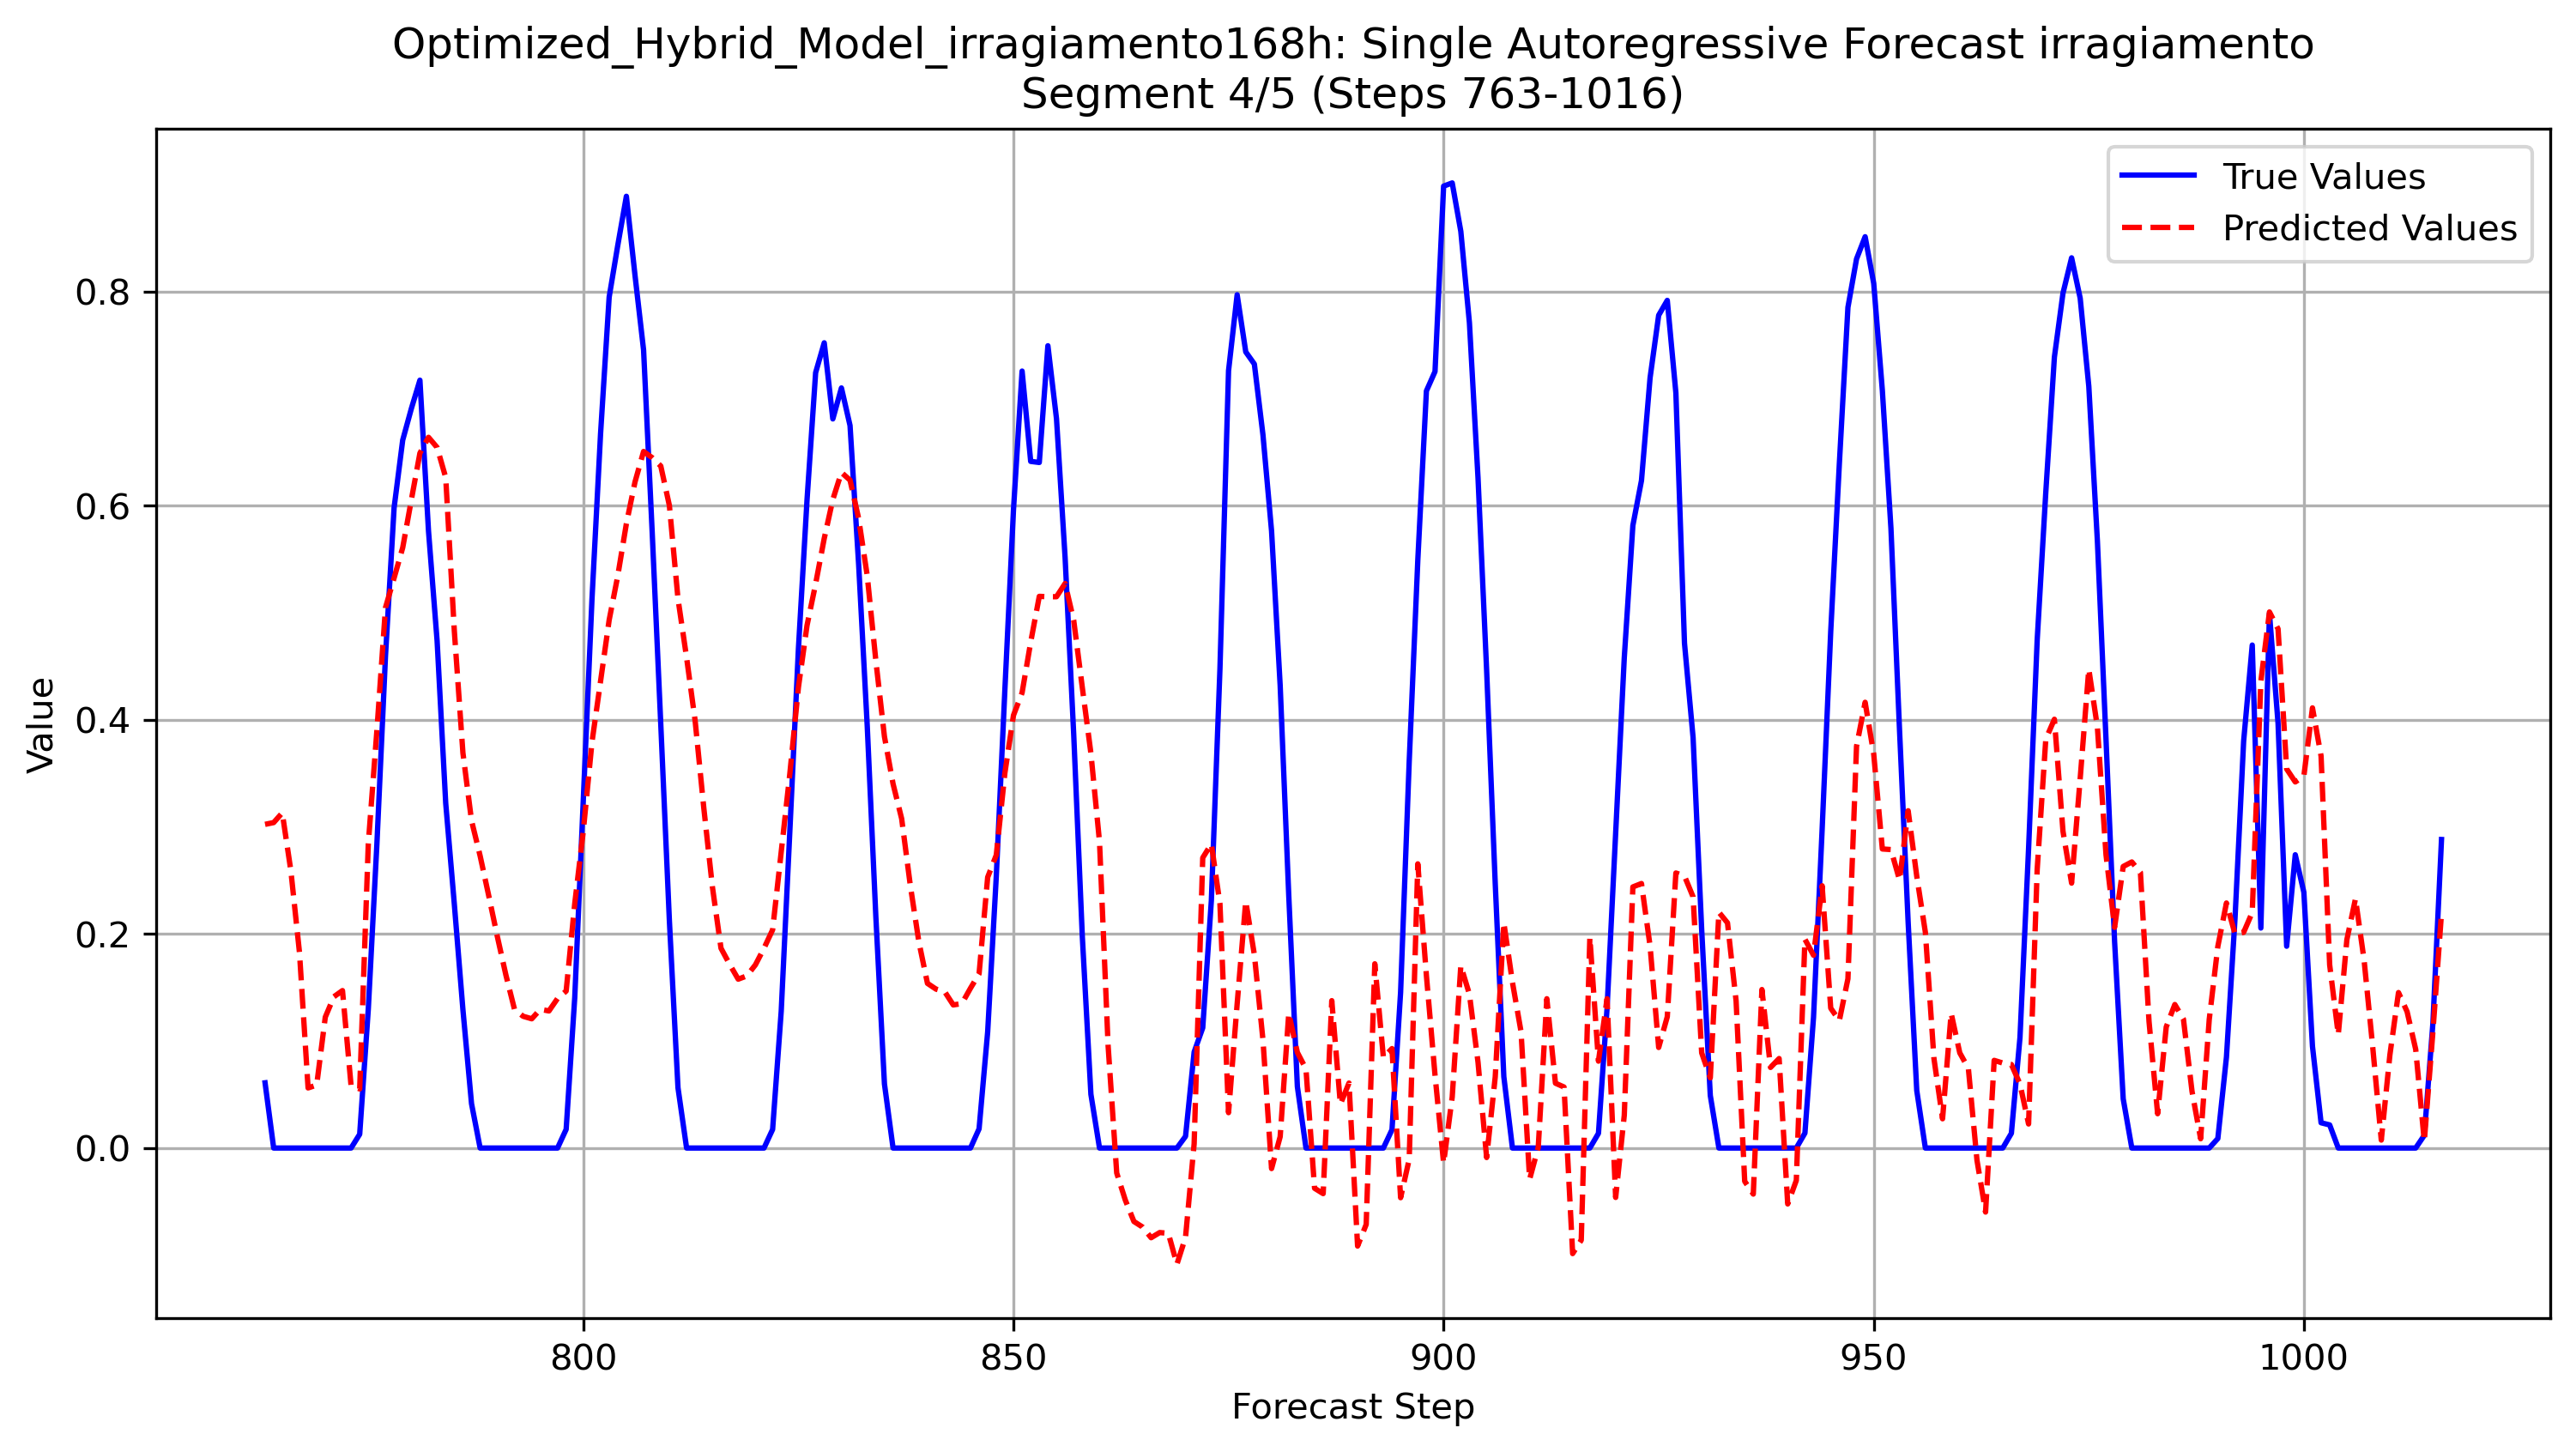 Optimized_Hybrid_Model_irragiamento168h: Single Autoregressive Forecast irragiamento
Segment 4/5 (Steps 763-1016)
True Values
Predicted Values
Value
0.8
0.6
0.4
0.2
0.0
800
850
900
950
1000
Forecast Step